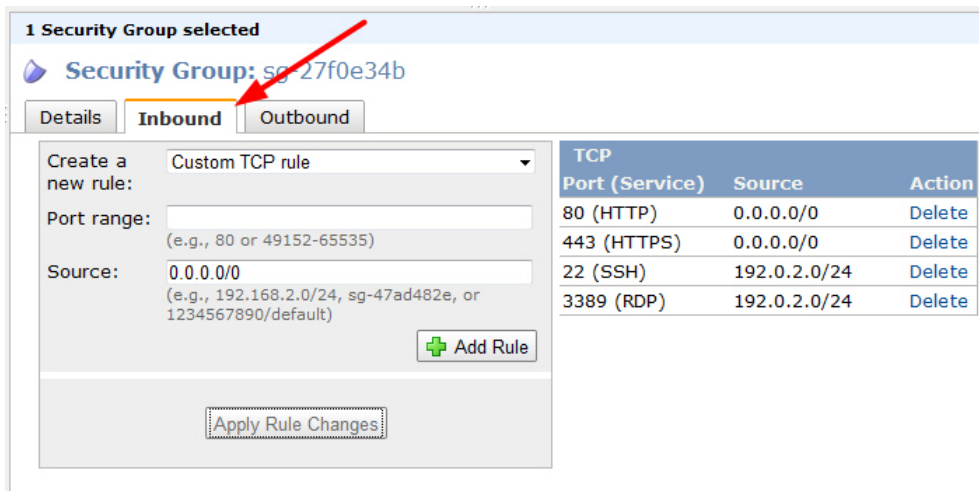 1 Security Group selected
Security Group: sg-27f0e34b
Details Inbound Outbound
Create a new rule:
Custom TCP rule
Port range:
(e.g., 80 or 49152-65535)
Source:
0.0.0.0/0
(e.g., 192.168.2.0/24, sg-47ad482e, or
1234567890/default)
Add Rule
Apply Rule Changes
TCP
Port (Service) Source Action
80 (HTTP) 0.0.0.0/0 Delete
443 (HTTPS) 0.0.0.0/0 Delete
22 (SSH) 192.0.2.0/24 Delete
3389 (RDP) 192.0.2.0/24 Delete